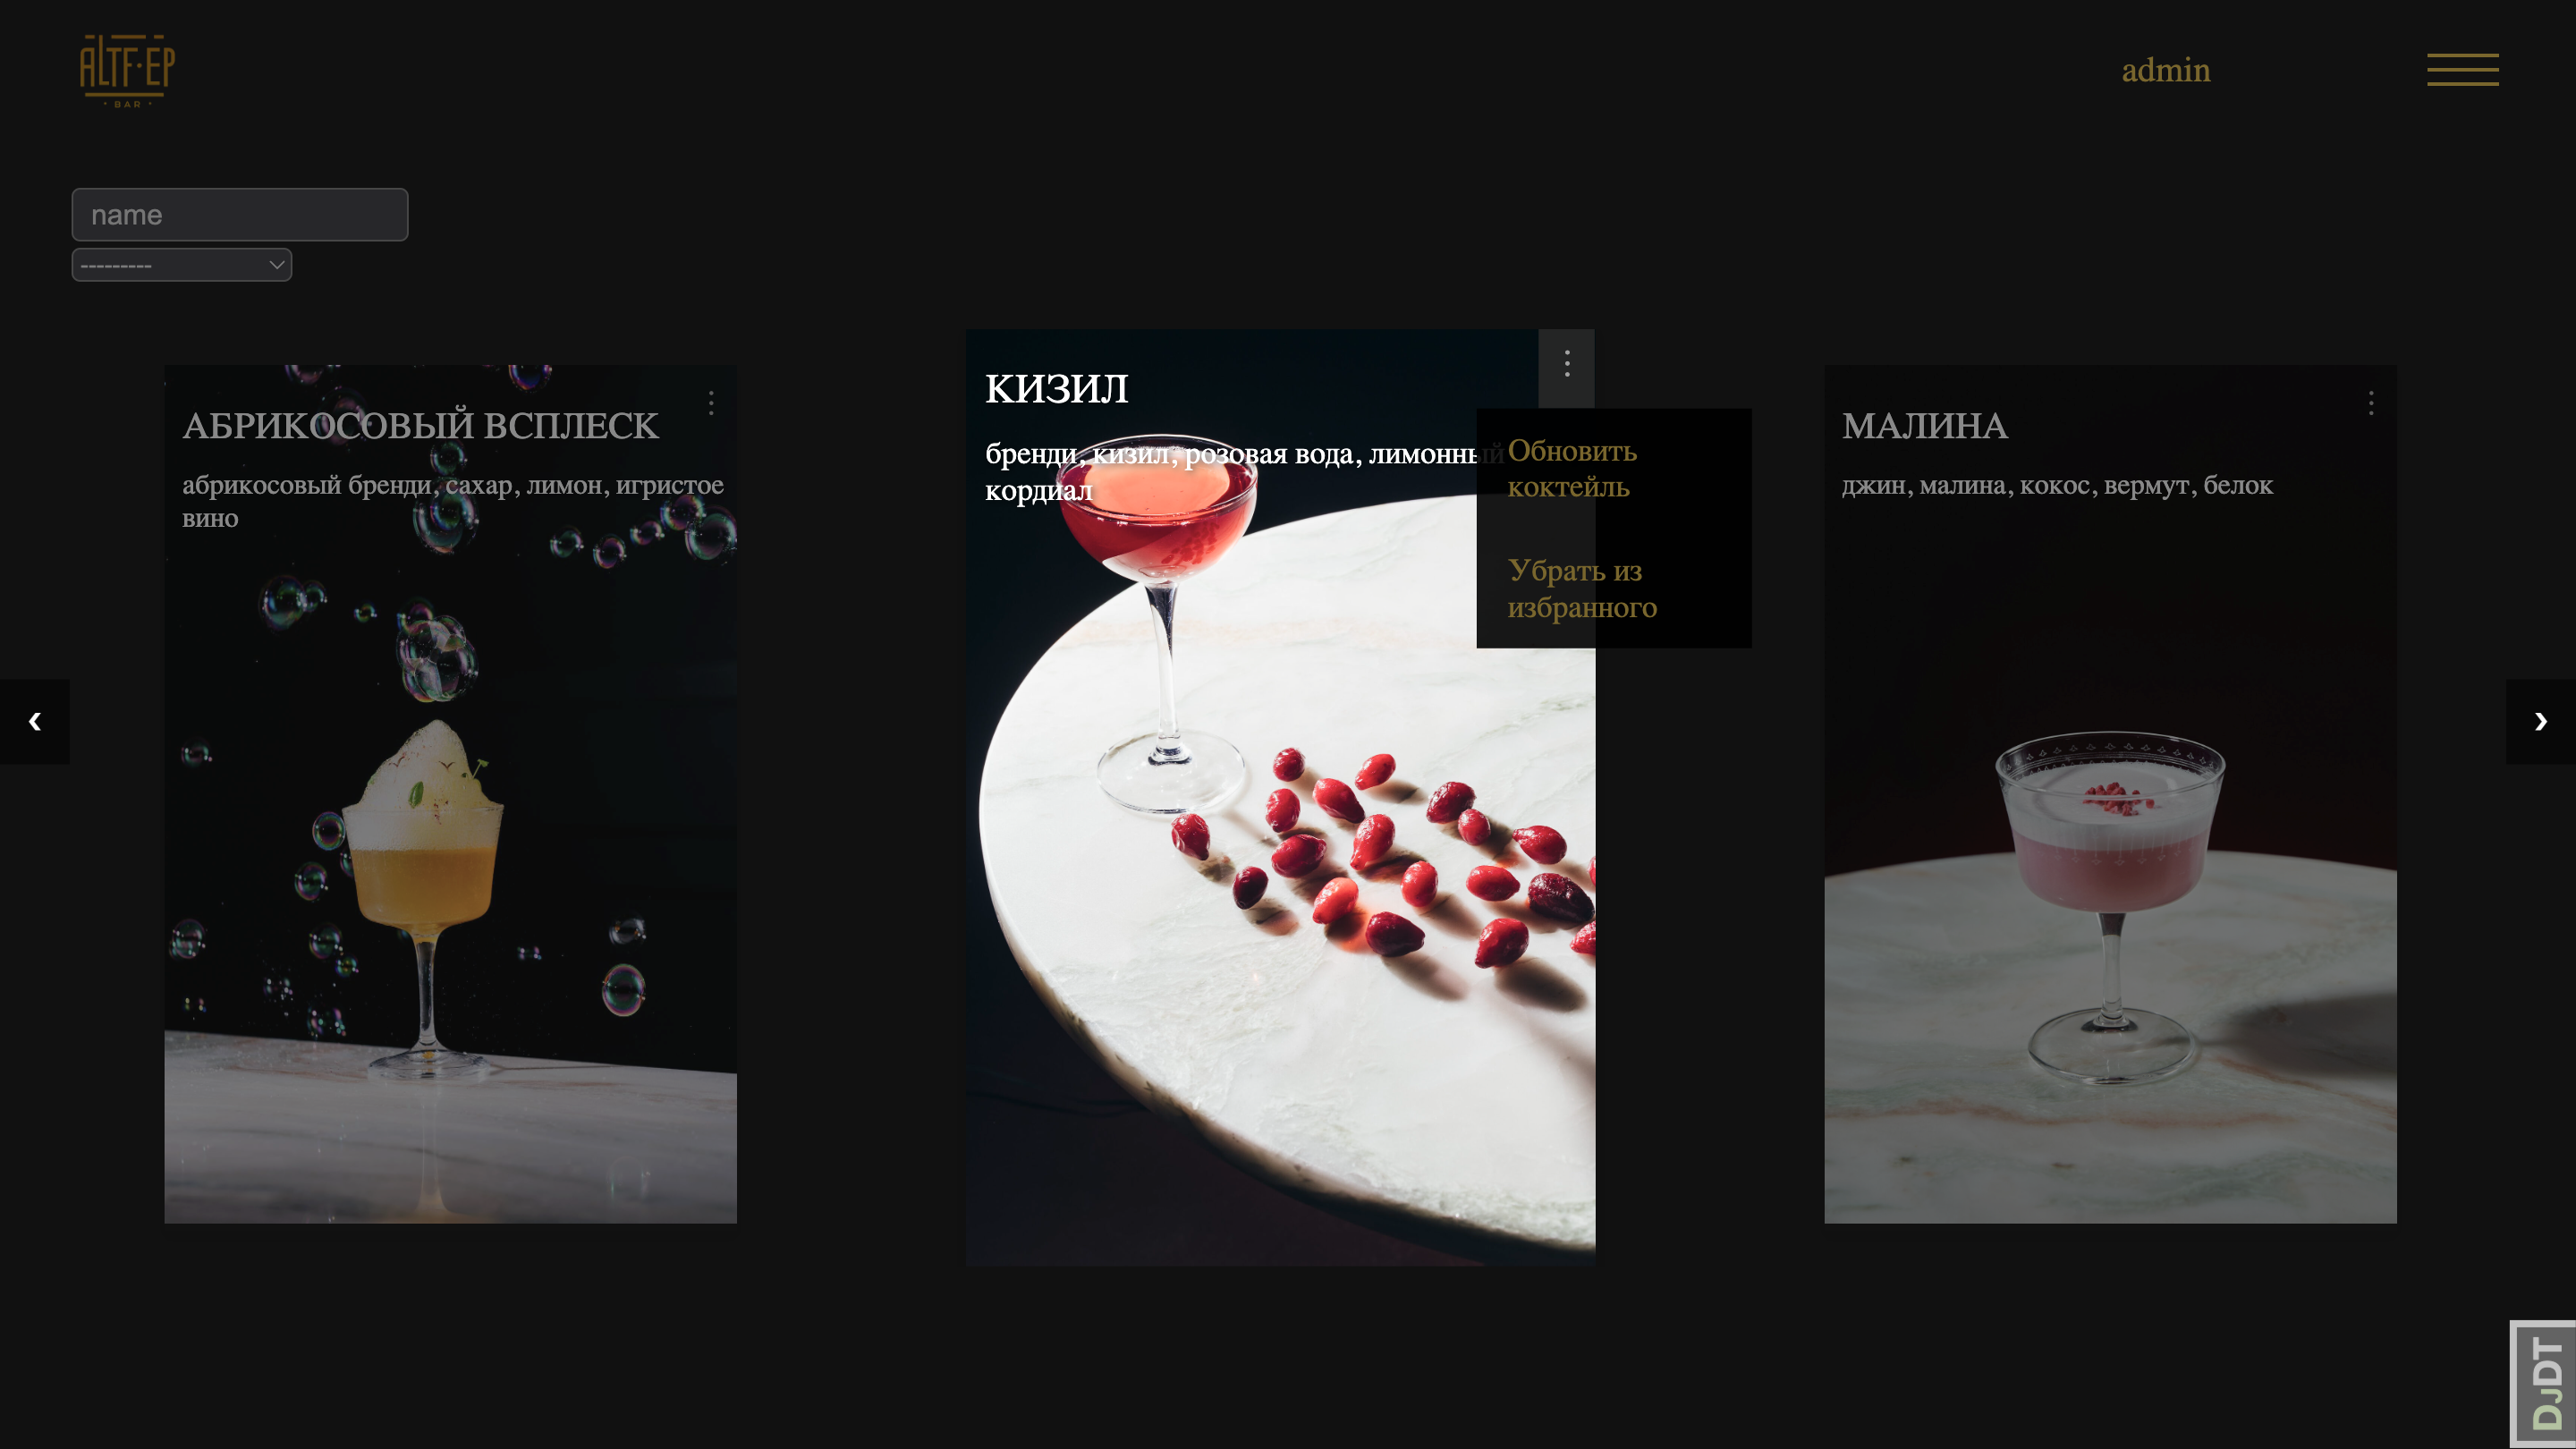 ALTF·EP
· BAR ·
admin
name
---------
АБРИКОСОВЫЙ ВСПЛЕСК
абрикосовый бренди, сахар, лимон, игристое
вино
КИЗИЛ
бренди, кизил, розовая вода, лимонный
кордиал
Обновить
коктейль
Убрать из
избранного
МАЛИНА
джин, малина, кокос, вермут, белок
DJDT